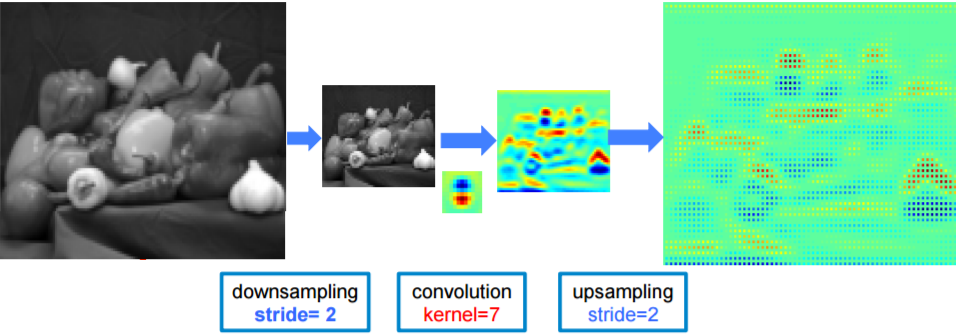 downsampling
stride= 2
convolution
kernel=7
upsampling
stride=2